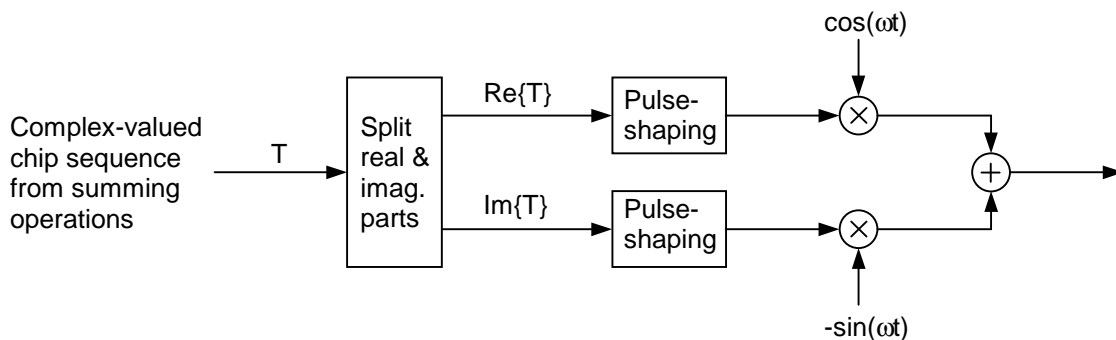 cos(ωt)
Complex-valued
chip sequence
from summing
operations
T
Split
real &
imag.
parts
Re{T}
Pulse-
shaping
Im{T}
Pulse-
shaping
-sin(ωt)